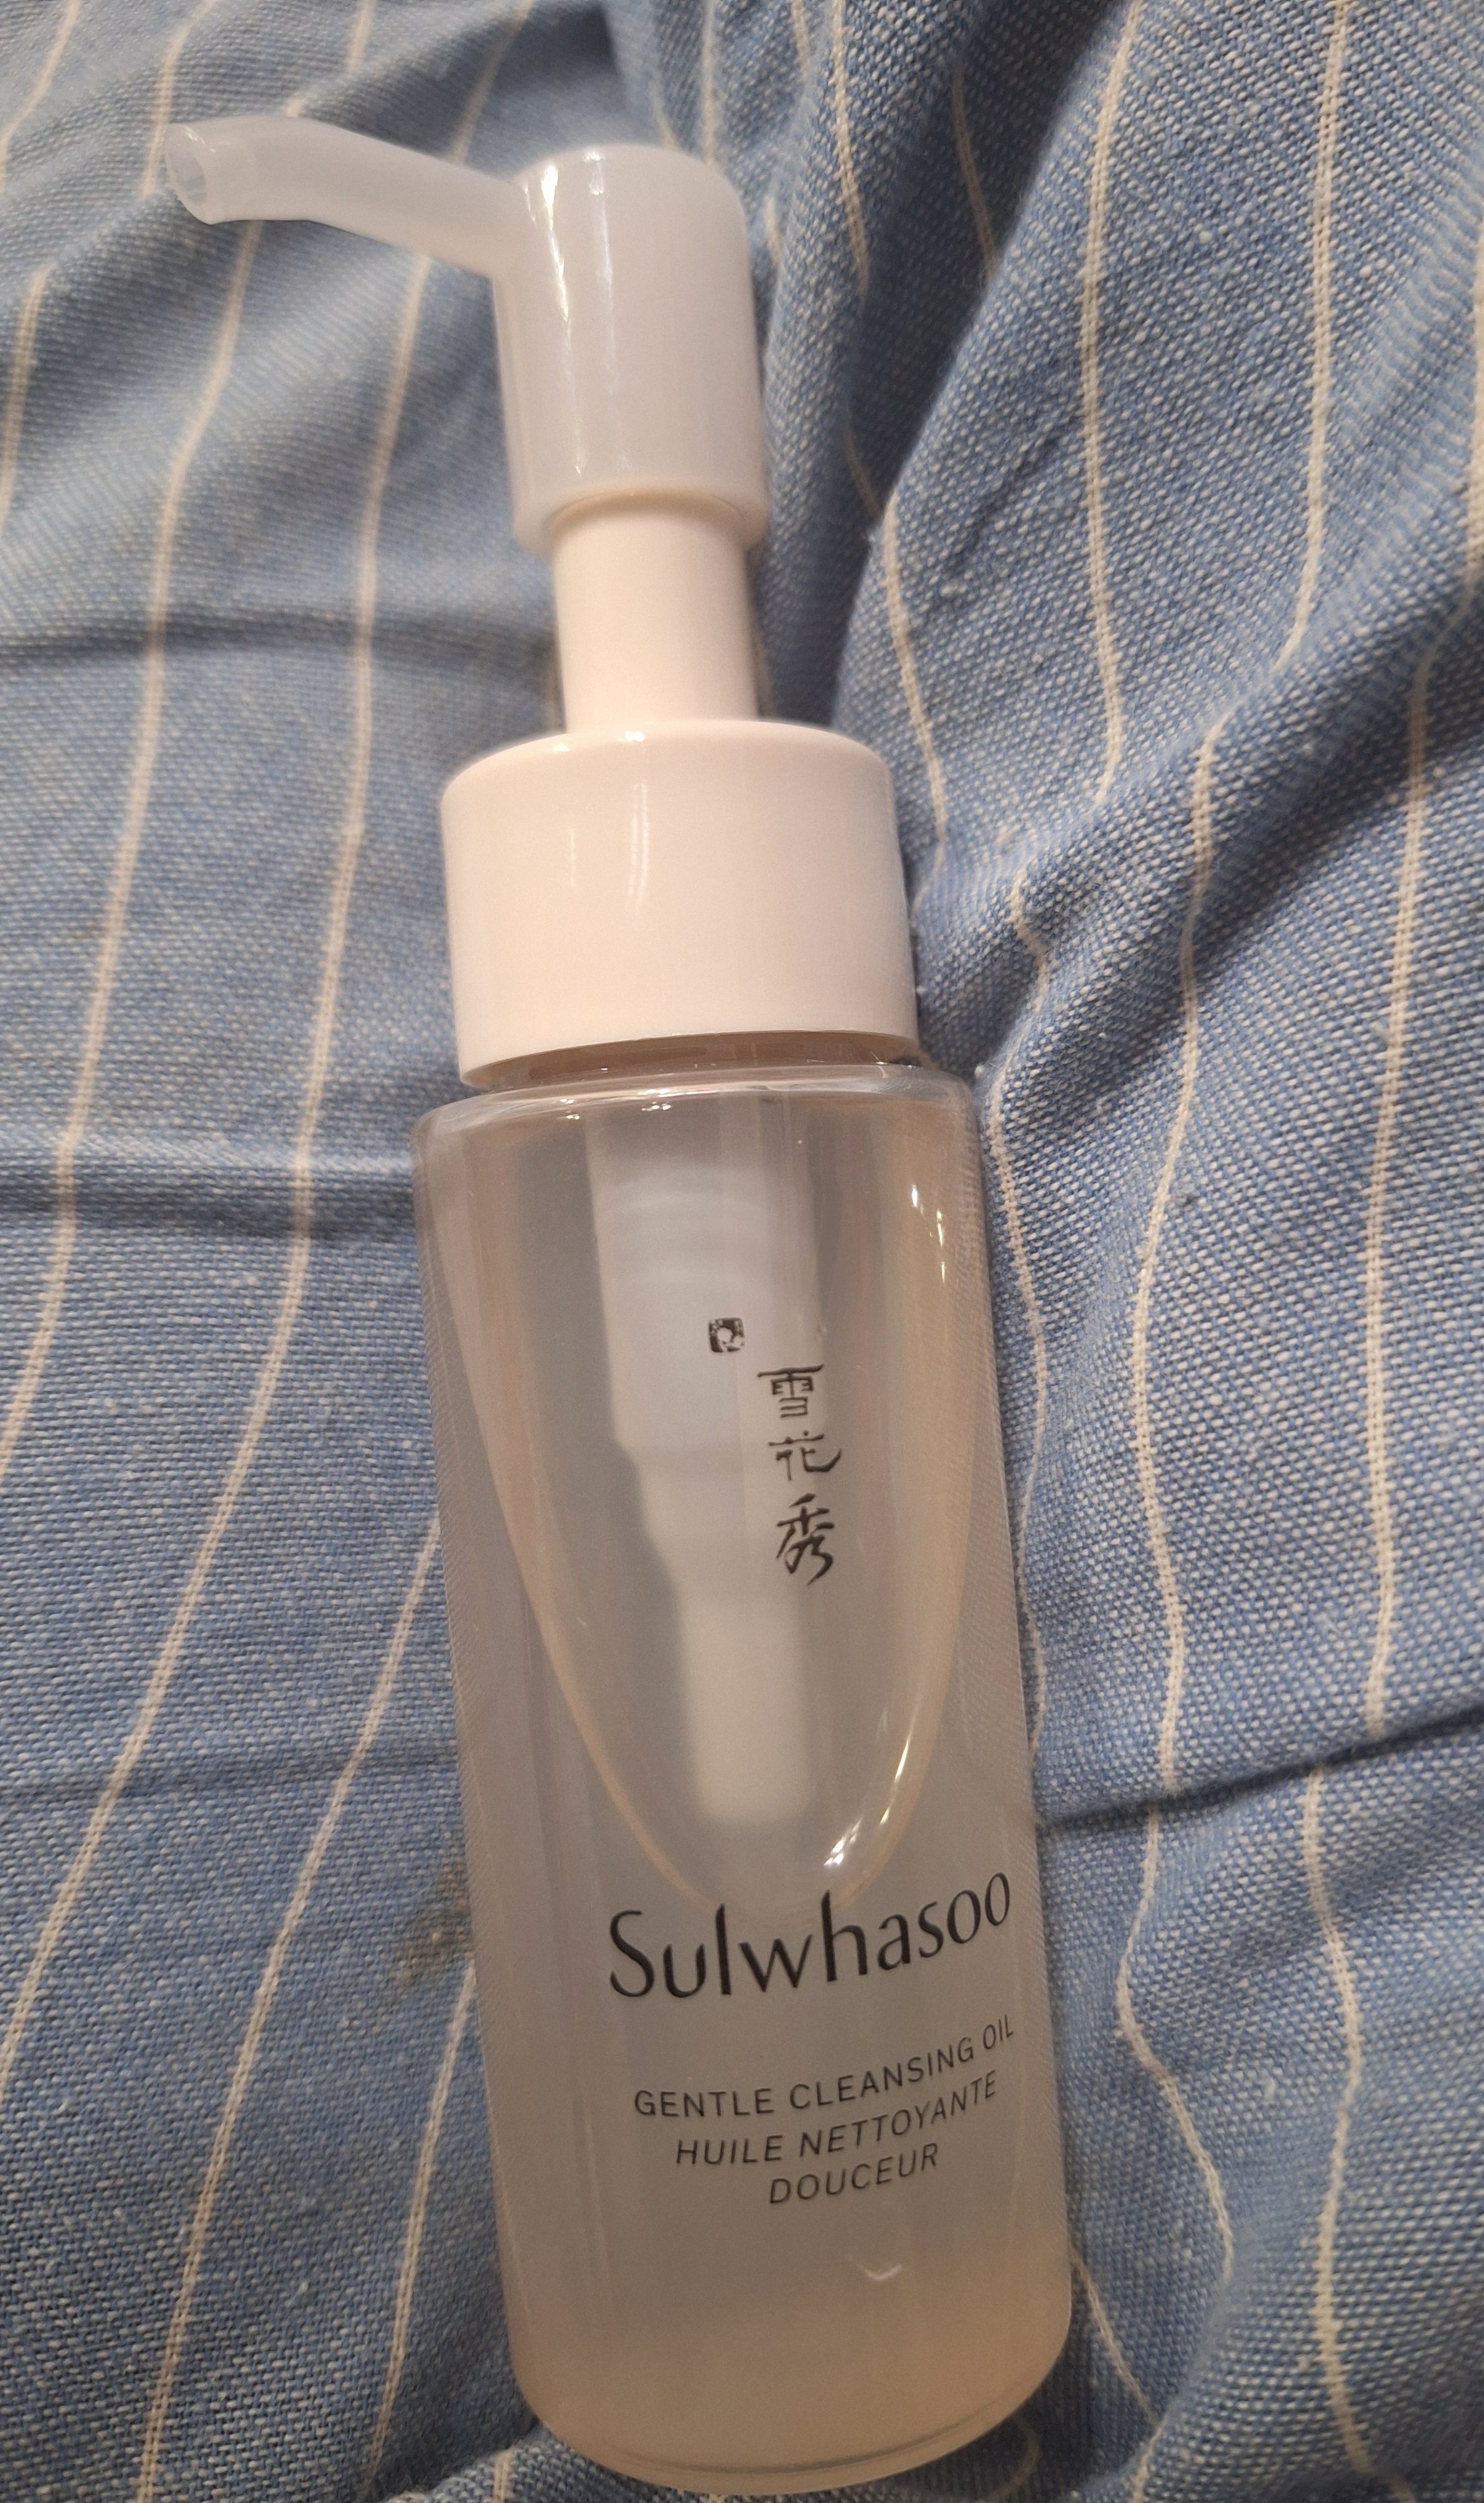 雪花秀
Sulwhasoo
GENTLE CLEANSING OIL
HUILE NETTOYANTE
DOUCEUR